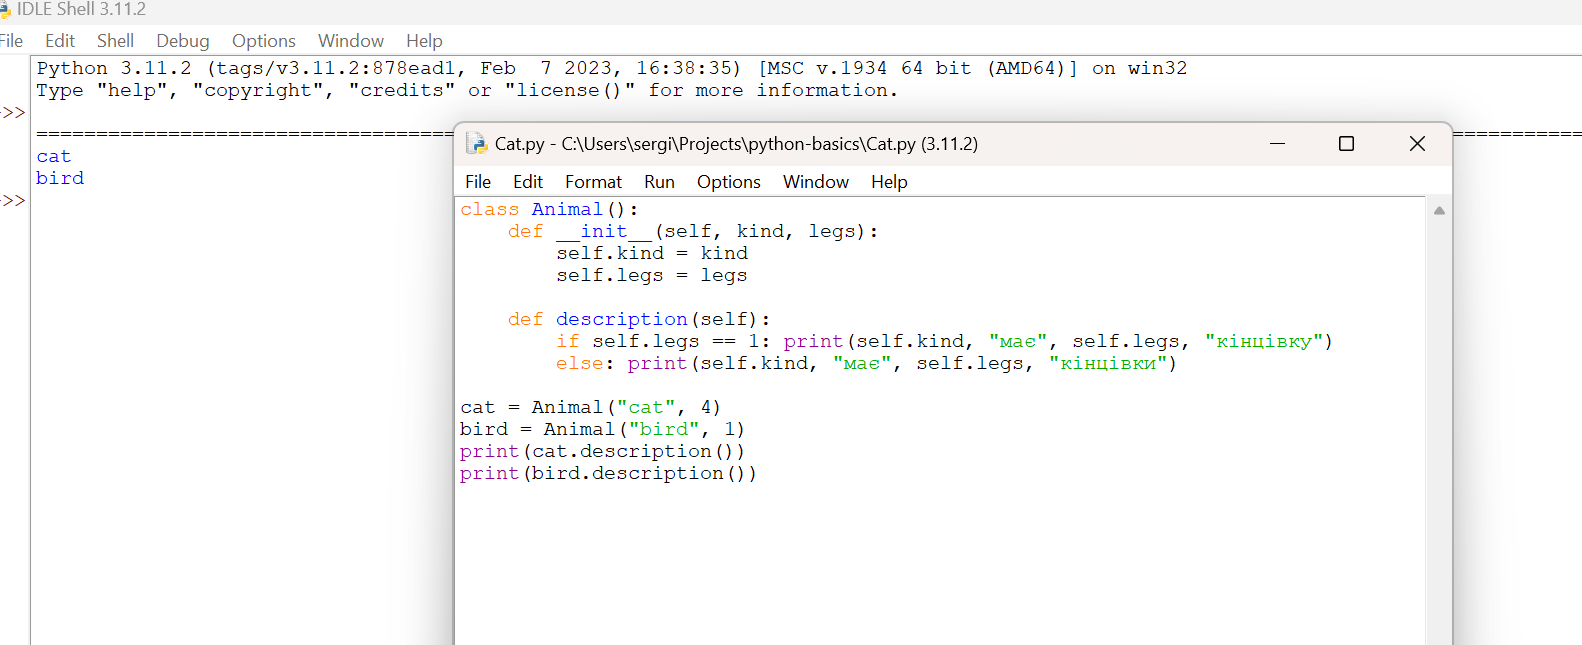 IDLE Shell 3.11.2
File Edit Shell Debug Options Window Help
Python 3.11.2 (tags/v3.11.2:878ead1, Feb  7 2023, 16:38:35) [MSC v.1934 64 bit (AMD64)] on win32
Type "help", "copyright", "credits" or "license()" for more information.
>>
cat
bird
>>
Cat.py - C:\Users\sergi\Projects\python-basics\Cat.py (3.11.2)
File Edit Format Run Options Window Help
class Animal():
    def __init__(self, kind, legs):
        self.kind = kind
        self.legs = legs
    def description(self):
        if self.legs == 1: print(self.kind, "має", self.legs, "кінцівку")
        else: print(self.kind, "має", self.legs, "кінцівки")
cat = Animal("cat", 4)
bird = Animal("bird", 1)
print(cat.description())
print(bird.description())